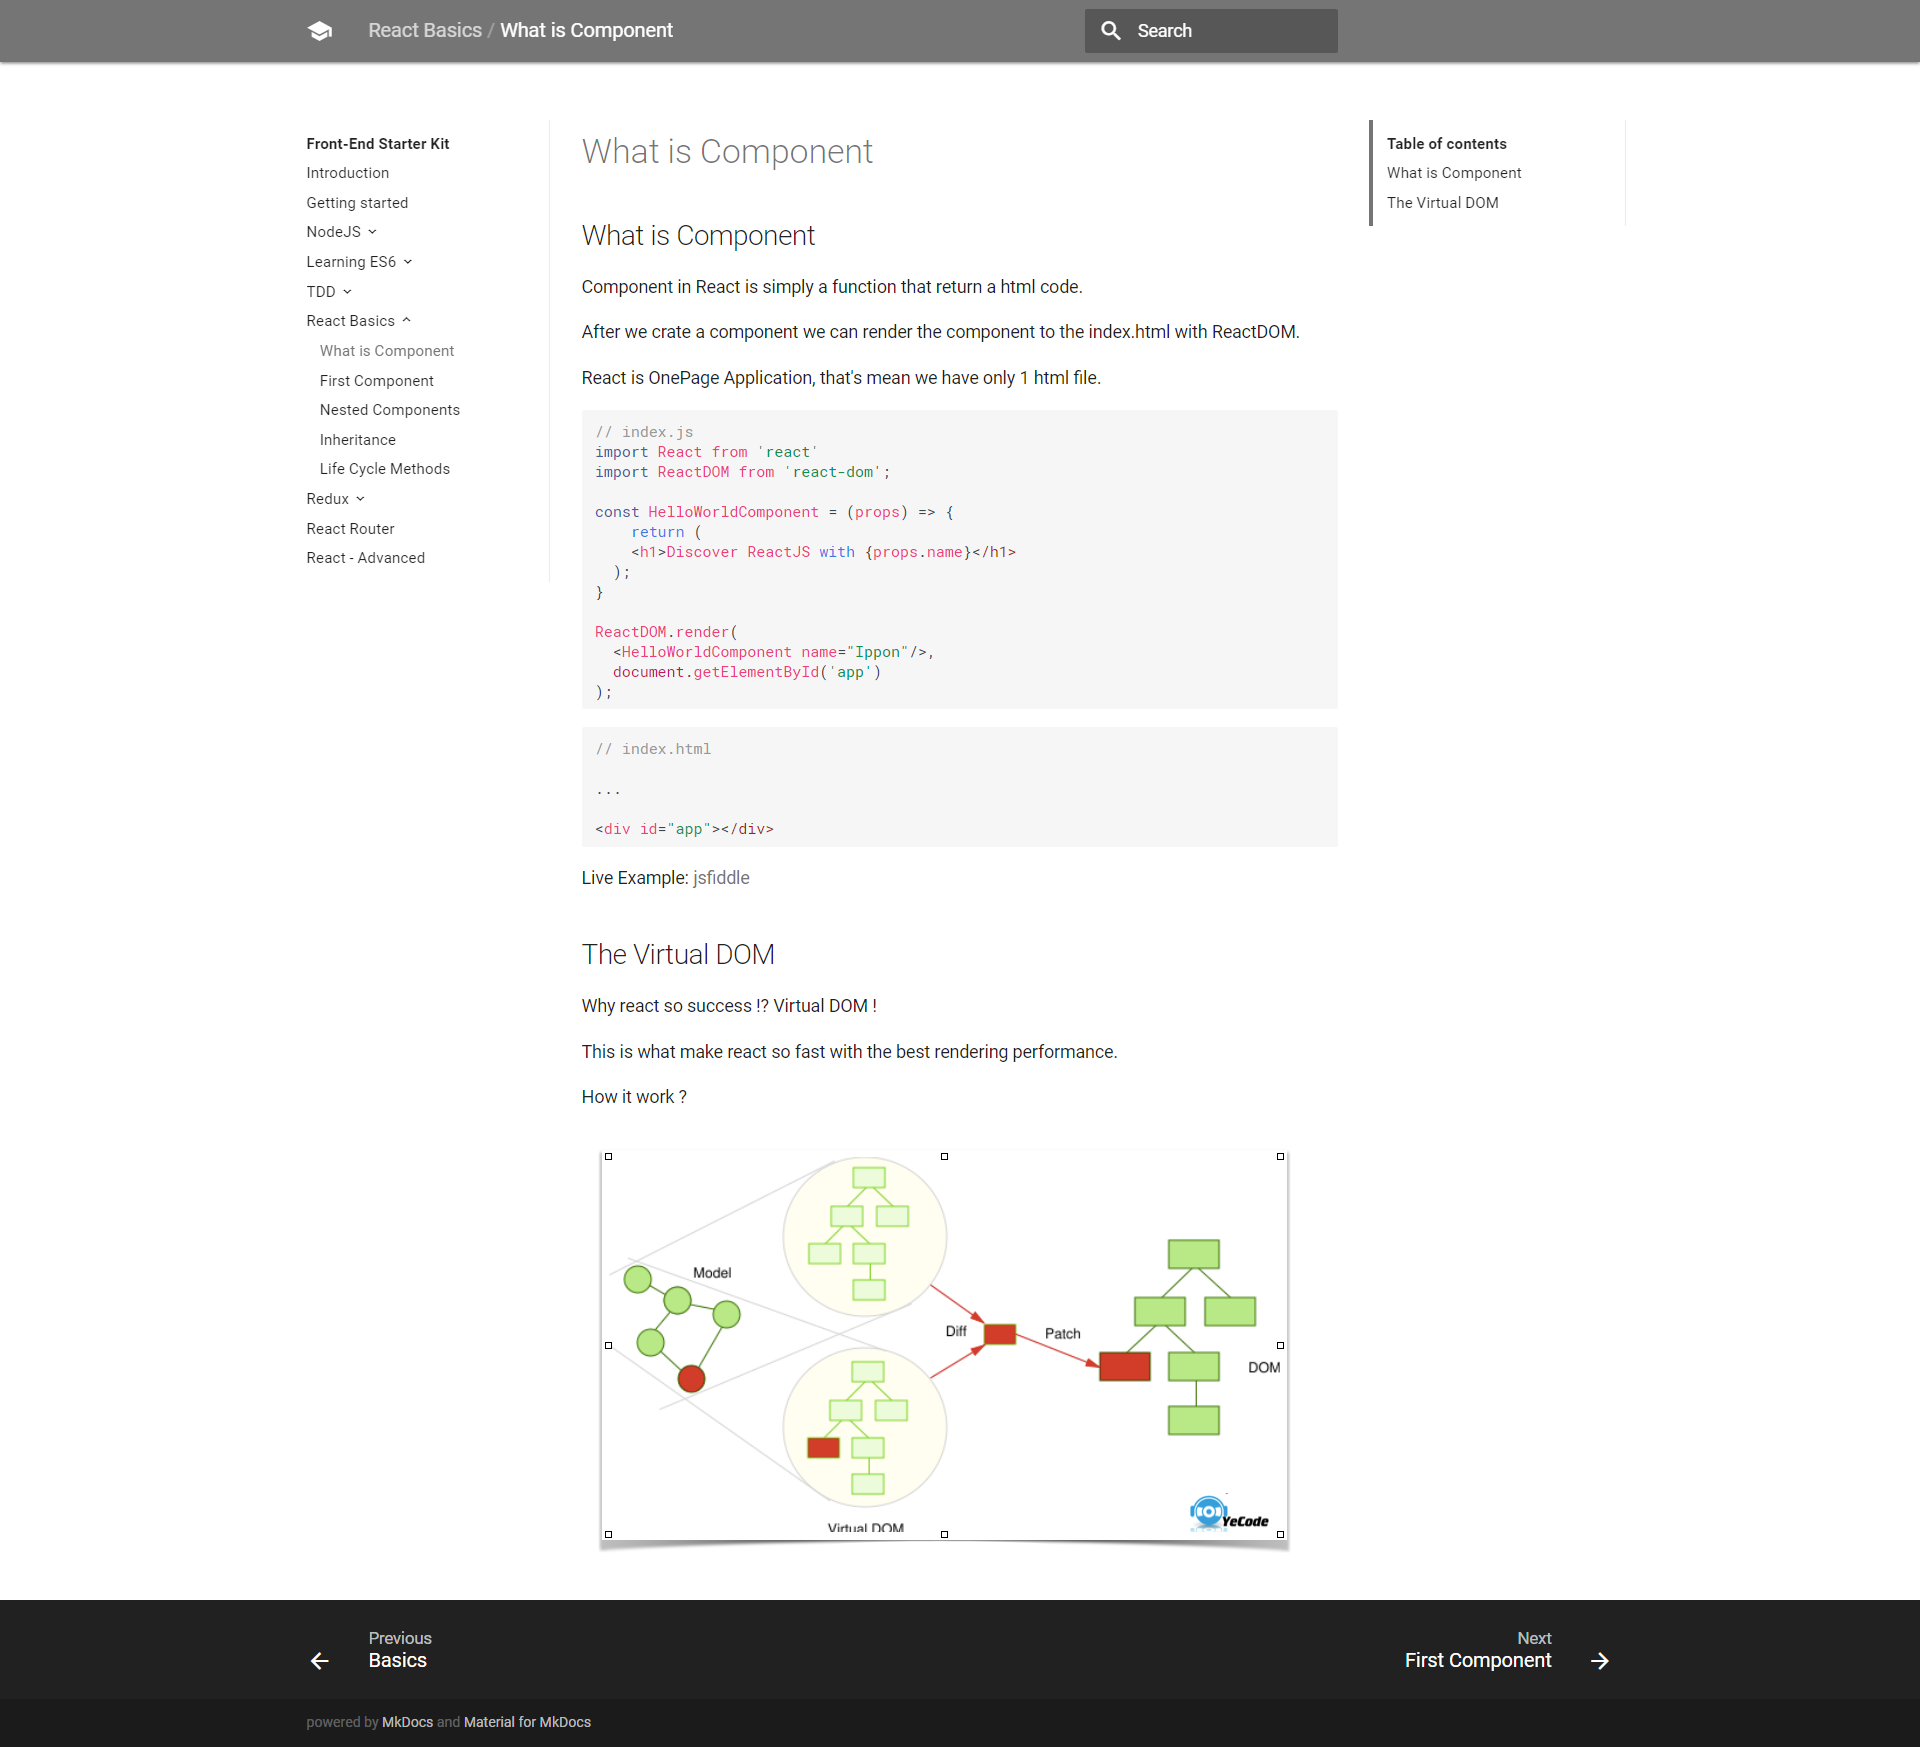 React Basics / What is Component
Search
Front-End Starter Kit
Introduction
Getting started
NodeJS
Learning ES6
TDD
React Basics
What is Component
First Component
Nested Components
Inheritance
Life Cycle Methods
Redux
React Router
React - Advanced
What is Component
What is Component
Component in React is simply a function that return a html code.
After we crate a component we can render the component to the index.html with ReactDOM.
React is OnePage Application, that's mean we have only 1 html file.
// index.js
import React from 'react'
import ReactDOM from 'react-dom';
const HelloWorldComponent = (props) => {
    return (
    <h1>Discover ReactJS with {props.name}</h1>
  );
}
ReactDOM.render(
  <HelloWorldComponent name="Ippon"/>,
  document.getElementById('app')
);
// index.html
...
<div id="app"></div>
Live Example: jsfiddle
The Virtual DOM
Why react so success !? Virtual DOM !
This is what make react so fast with the best rendering performance.
How it work ?
Model
Diff
Patch
DOM
Virtual DOM
YeCode
Table of contents
What is Component
The Virtual DOM
Previous
Basics
Next
First Component
powered by MkDocs and Material for MkDocs